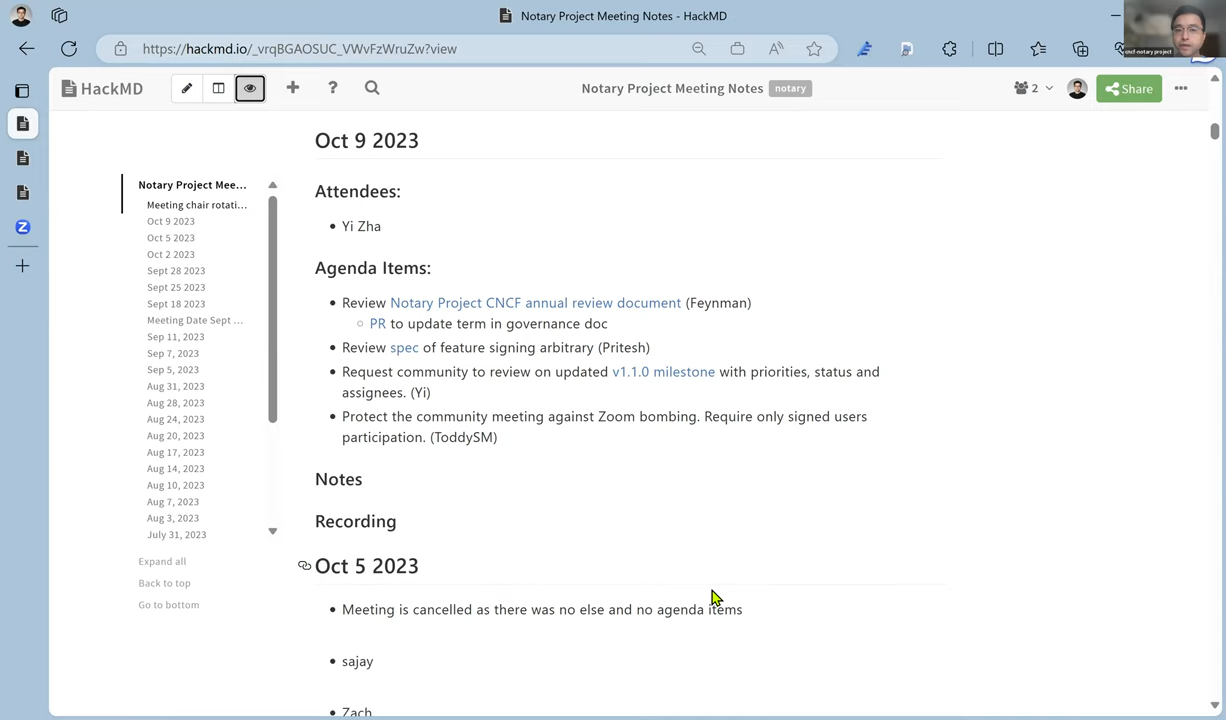 Notary Project Meeting Notes - HackMD
https://hackmd.io/_vrqBGAOSUC_VWvFzWruZw?view
cncf-notary project
HackMD
Notary Project Meeting Notes notary
2
Share
Notary Project Mee...
Meeting chair rotati...
Oct 9 2023
Oct 5 2023
Oct 2 2023
Sept 28 2023
Sept 25 2023
Sept 18 2023
Meeting Date Sept ...
Sep 11, 2023
Sep 7, 2023
Sep 5, 2023
Aug 31, 2023
Aug 28, 2023
Aug 24, 2023
Aug 20, 2023
Aug 17, 2023
Aug 14, 2023
Aug 10, 2023
Aug 7, 2023
Aug 3, 2023
July 31, 2023
Expand all
Back to top
Go to bottom
Oct 9 2023
Attendees:
Yi Zha
Agenda Items:
Review Notary Project CNCF annual review document (Feynman)
PR to update term in governance doc
Review spec of feature signing arbitrary (Pritesh)
Request community to review on updated v1.1.0 milestone with priorities, status and
assignees. (Yi)
Protect the community meeting against Zoom bombing. Require only signed users
participation. (ToddySM)
Notes
Recording
Oct 5 2023
Meeting is cancelled as there was no else and no agenda items
sajay
Zach